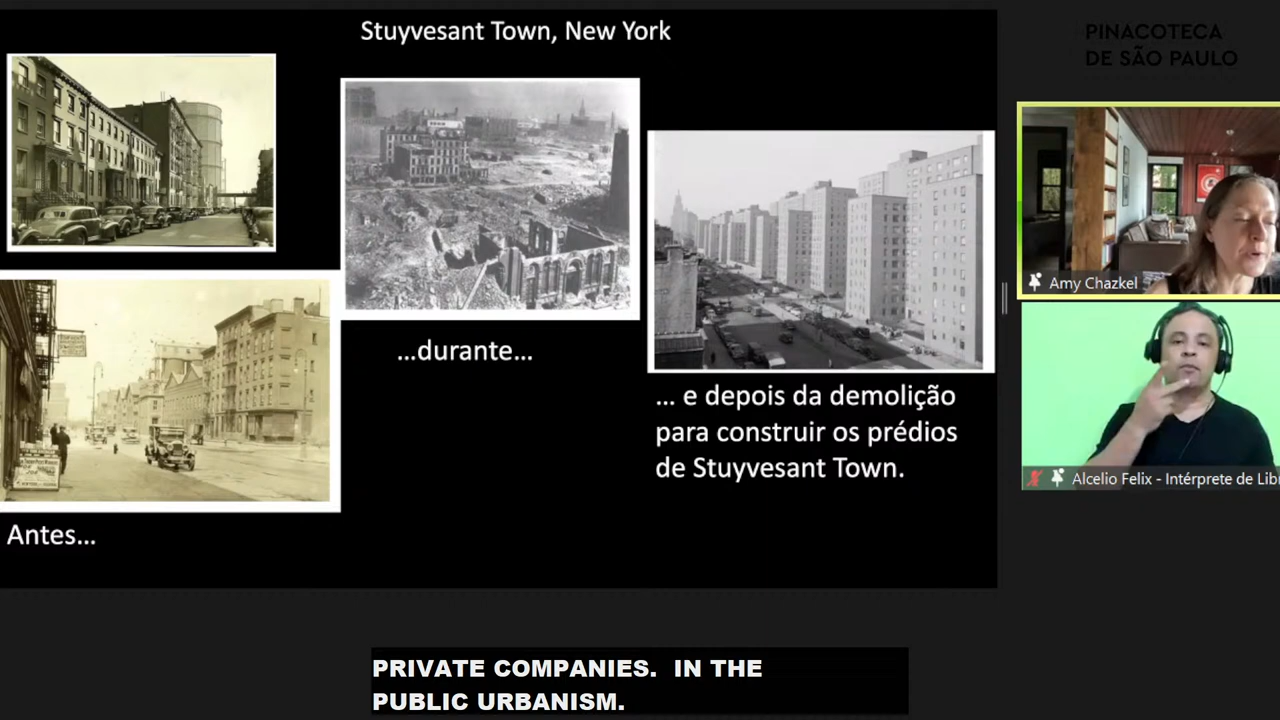 Stuyvesant Town, New York
PINACOTECA
DE SÃO PAULO
...durante...
... e depois da demolição
para construir os prédios
de Stuyvesant Town.
Antes...
Amy Chazkel
Alcelio Felix - Intérprete de Lib
PRIVATE COMPANIES. IN THE
PUBLIC URBANISM.